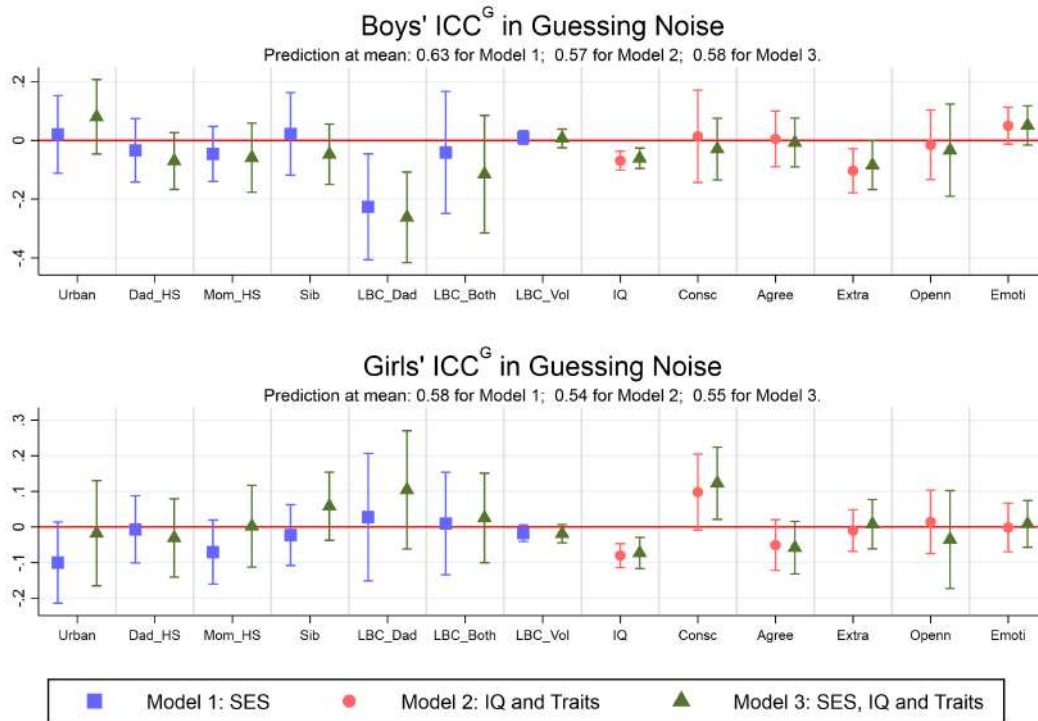 Boys' ICC^G in Guessing Noise
Prediction at mean: 0.63 for Model 1; 0.57 for Model 2; 0.58 for Model 3.
.2
0
-.2
-.4
Urban Dad_HS Mom_HS Sib LBC_Dad LBC_Both LBC_Vol IQ Consc Agree Extra Openn Emoti
Girls' ICC^G in Guessing Noise
Prediction at mean: 0.58 for Model 1; 0.54 for Model 2; 0.55 for Model 3.
.3
.2
.1
0
-.1
-.2
Urban Dad_HS Mom_HS Sib LBC_Dad LBC_Both LBC_Vol IQ Consc Agree Extra Openn Emoti
Model 1: SES Model 2: IQ and Traits Model 3: SES, IQ and Traits